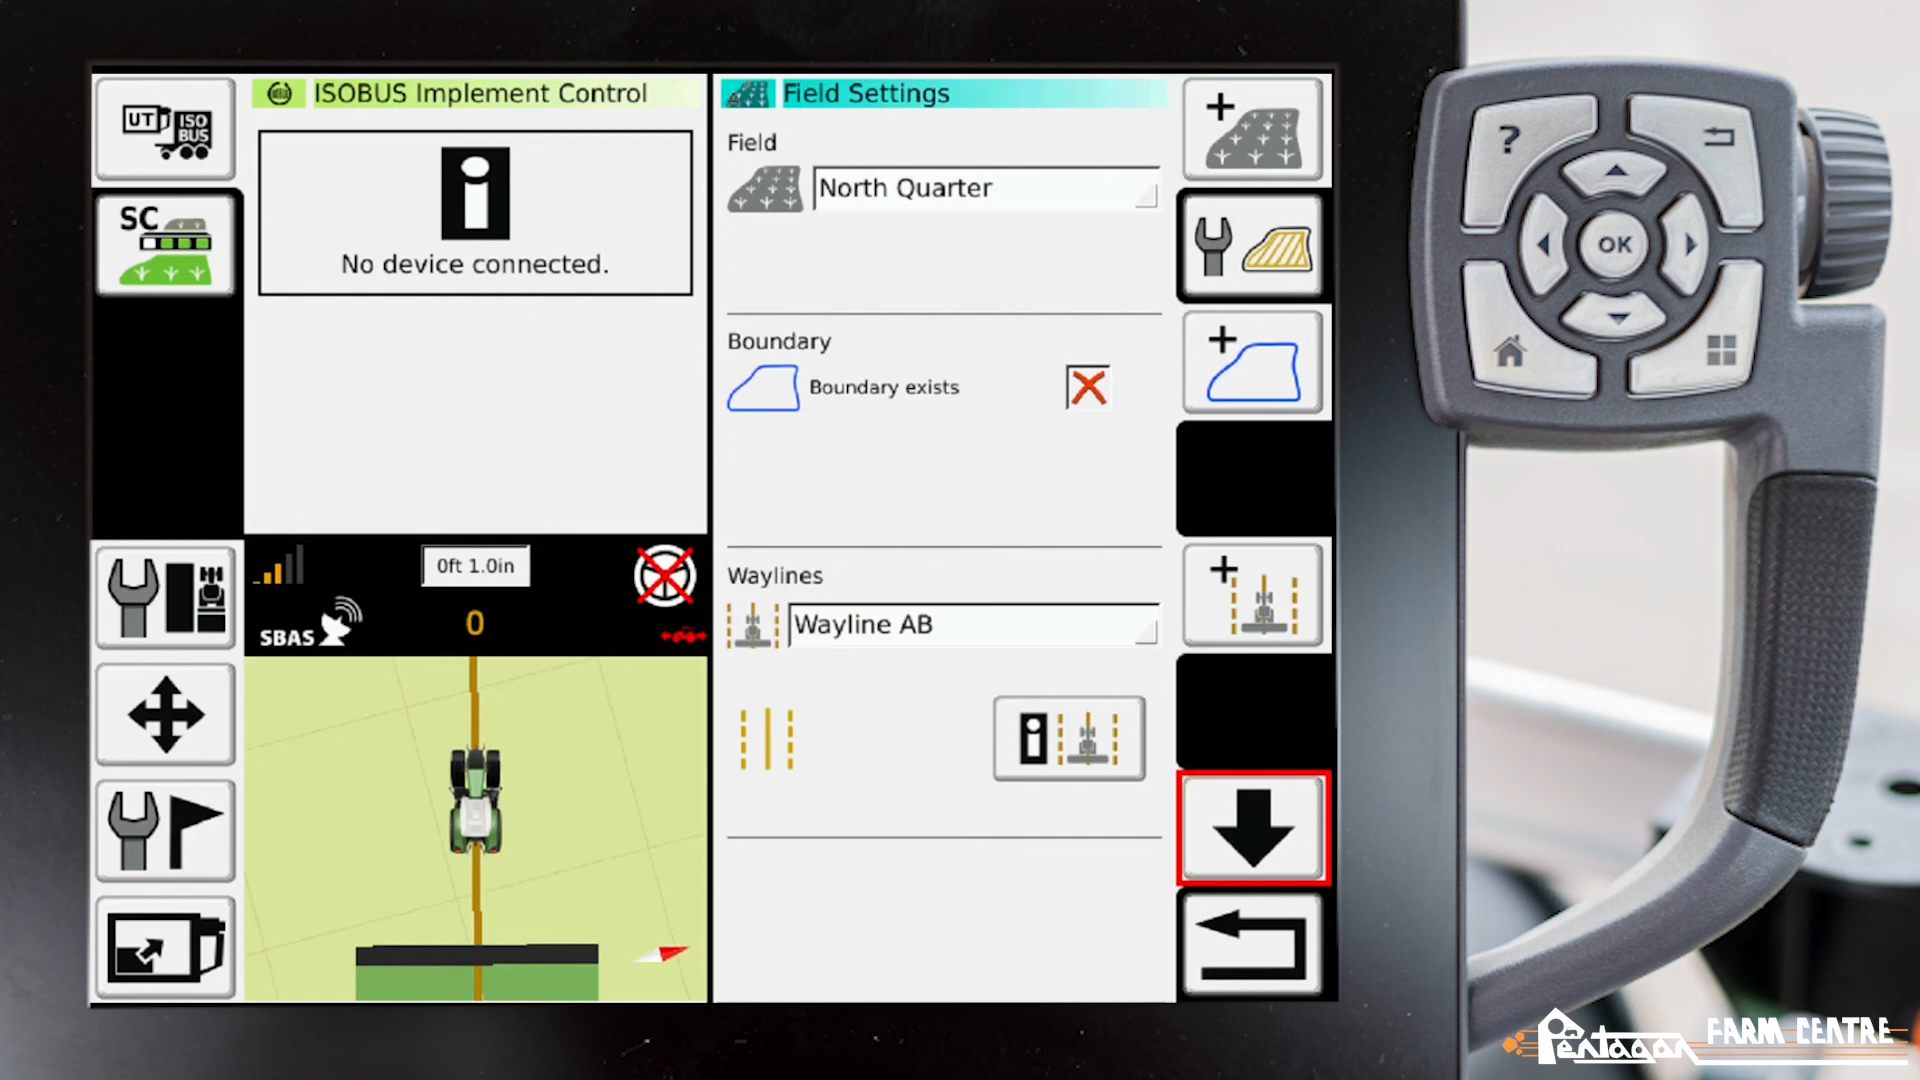 UT
ISO
BUS
SC
ISOBUS Implement Control
No device connected.
0ft 1.0in
0
SBAS
Field Settings
Field
North Quarter
Boundary
Boundary exists
Waylines
Wayline AB
?
OK
Pentagon FARM CENTRE